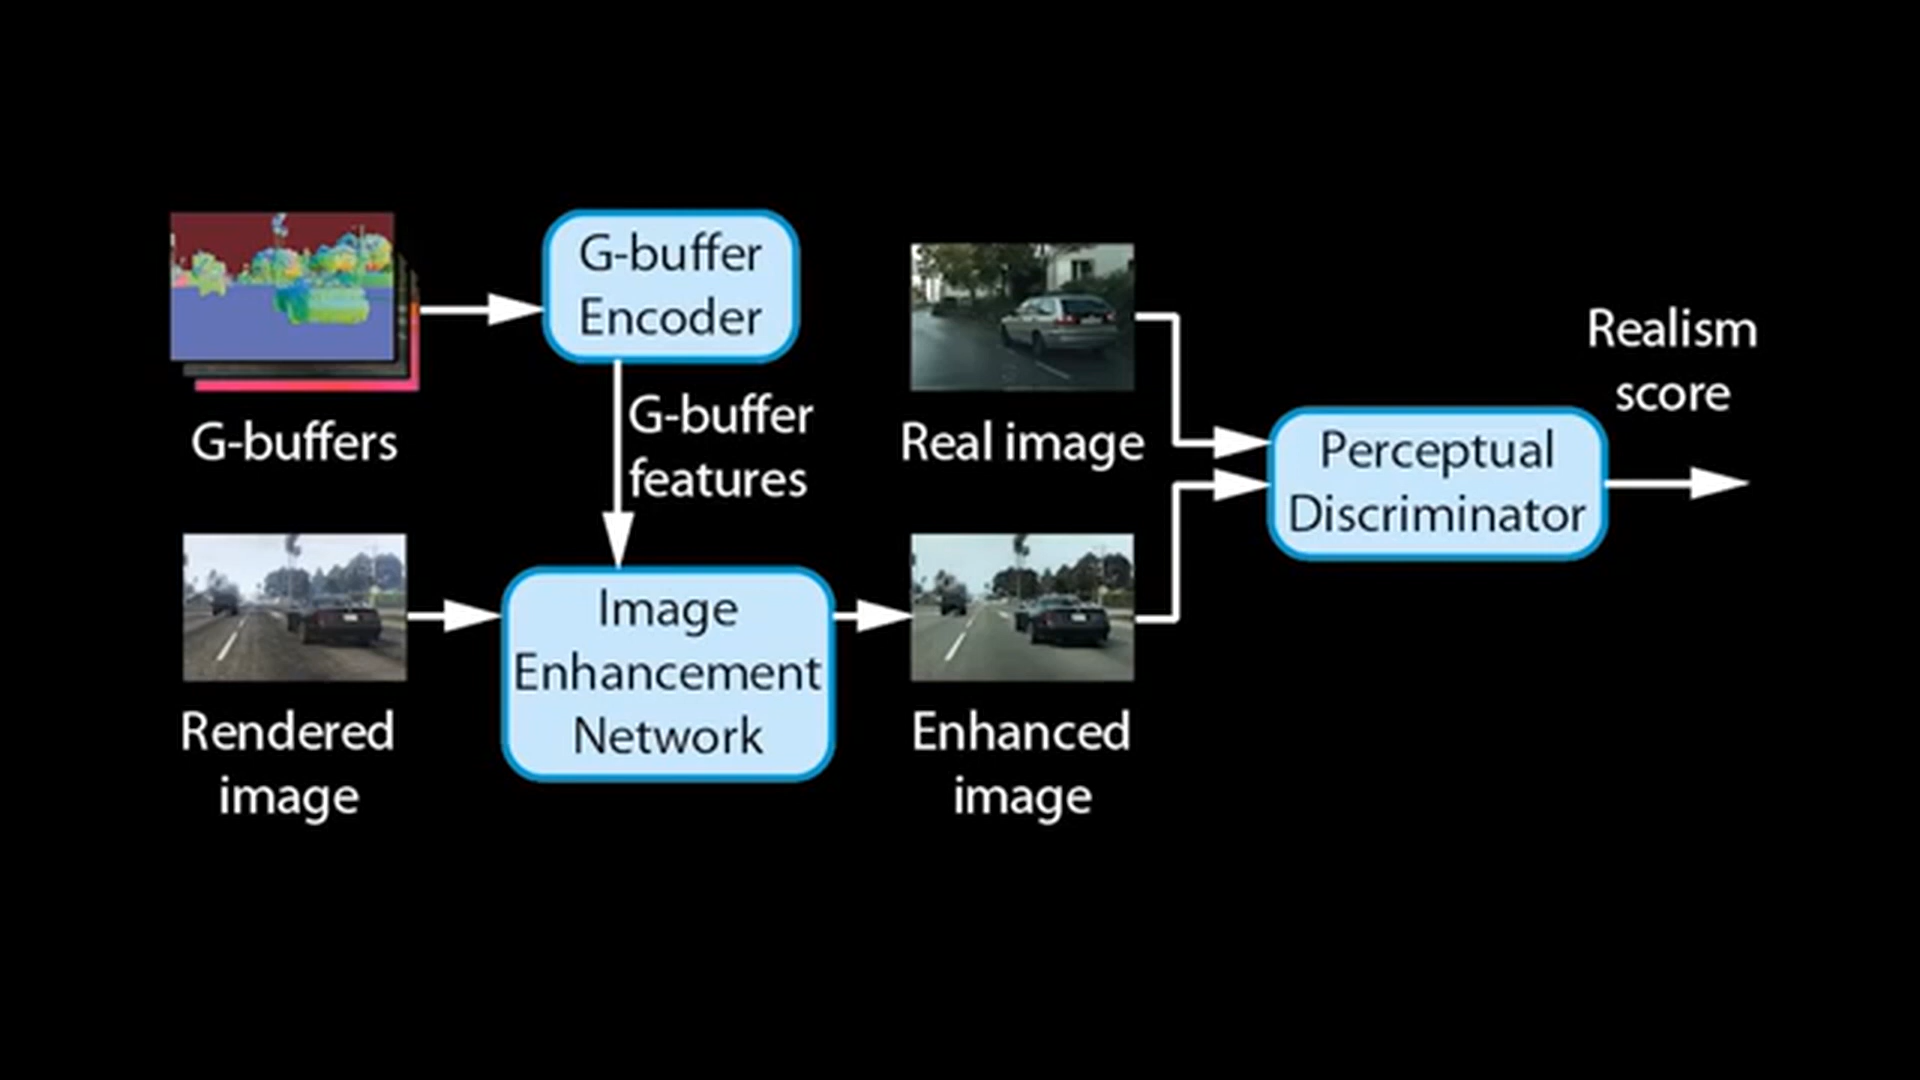 G-buffer
Encoder
G-buffers
G-buffer
features
Rendered
image
Image
Enhancement
Network
Real image
Enhanced
image
Perceptual
Discriminator
Realism
score